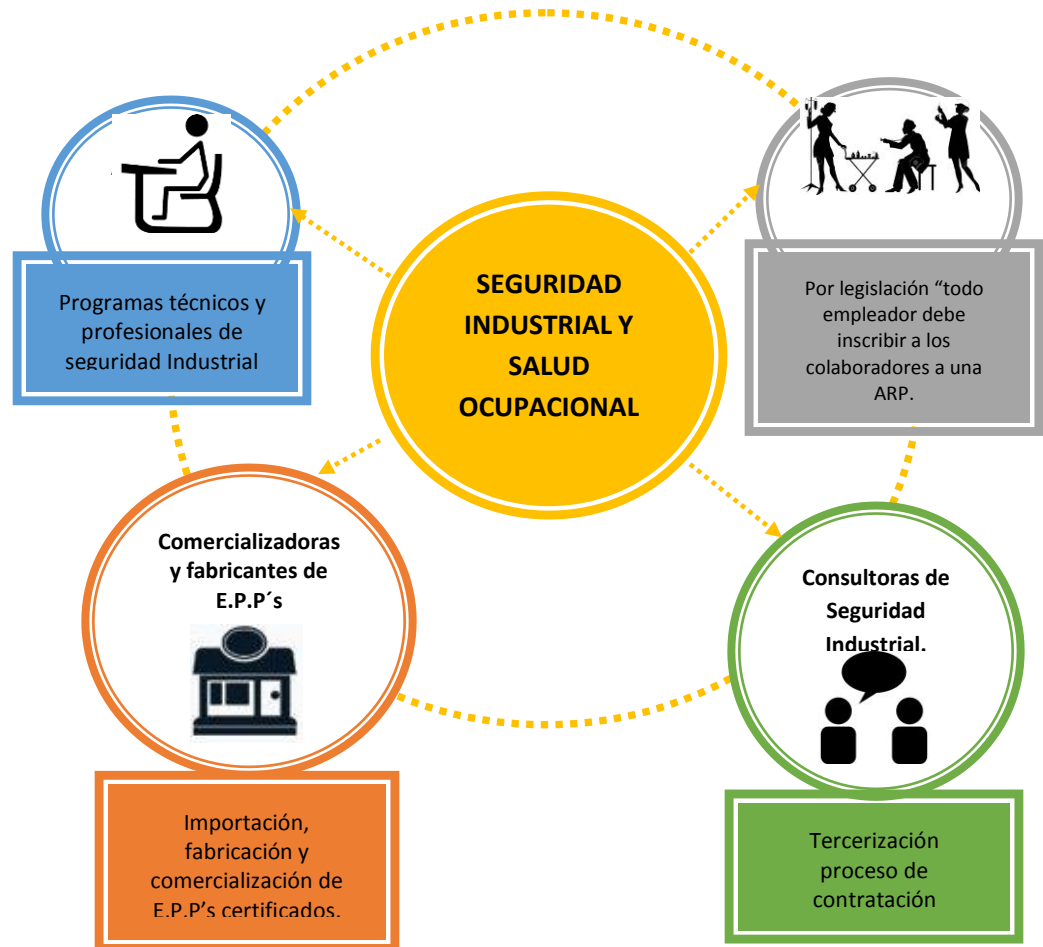 SEGURIDAD
INDUSTRIAL Y
SALUD
OCUPACIONAL
Programas técnicos y
profesionales de
seguridad Industrial
Por legislación “todo
empleador debe
inscribir a los
colaboradores a una
ARP.
Comercializadoras
y fabricantes de
E.P.P´s
Importación,
fabricación y
comercialización de
E.P.P’s certificados.
Consultoras de
Seguridad
Industrial.
Tercerización
proceso de
contratación